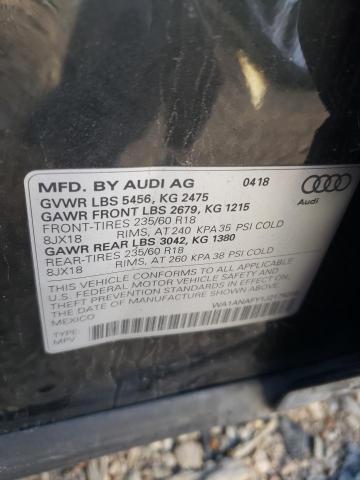 MFD. BY AUDI AG 0418
GVWR LBS 5456, KG 2475
GAWR FRONT LBS 2679, KG 1215
FRONT-TIRES 235/60 R18
8JX18 RIMS, AT 240 KPA 35 PSI COLD
GAWR REAR LBS 3042, KG 1380
REAR-TIRES 235/60 R18
8JX18 RIMS, AT 260 KPA 38 PSI COLD
THIS VEHICLE CONFORMS TO ALL APPLICABLE
U.S. FEDERAL MOTOR VEHICLE SAFETY AND
THEFT PREVENTION STANDARDS IN EFFECT ON
THE DATE OF MANUFACTURE SHOWN ABOVE.
MEXICO
TYPE:
MPV
Audi